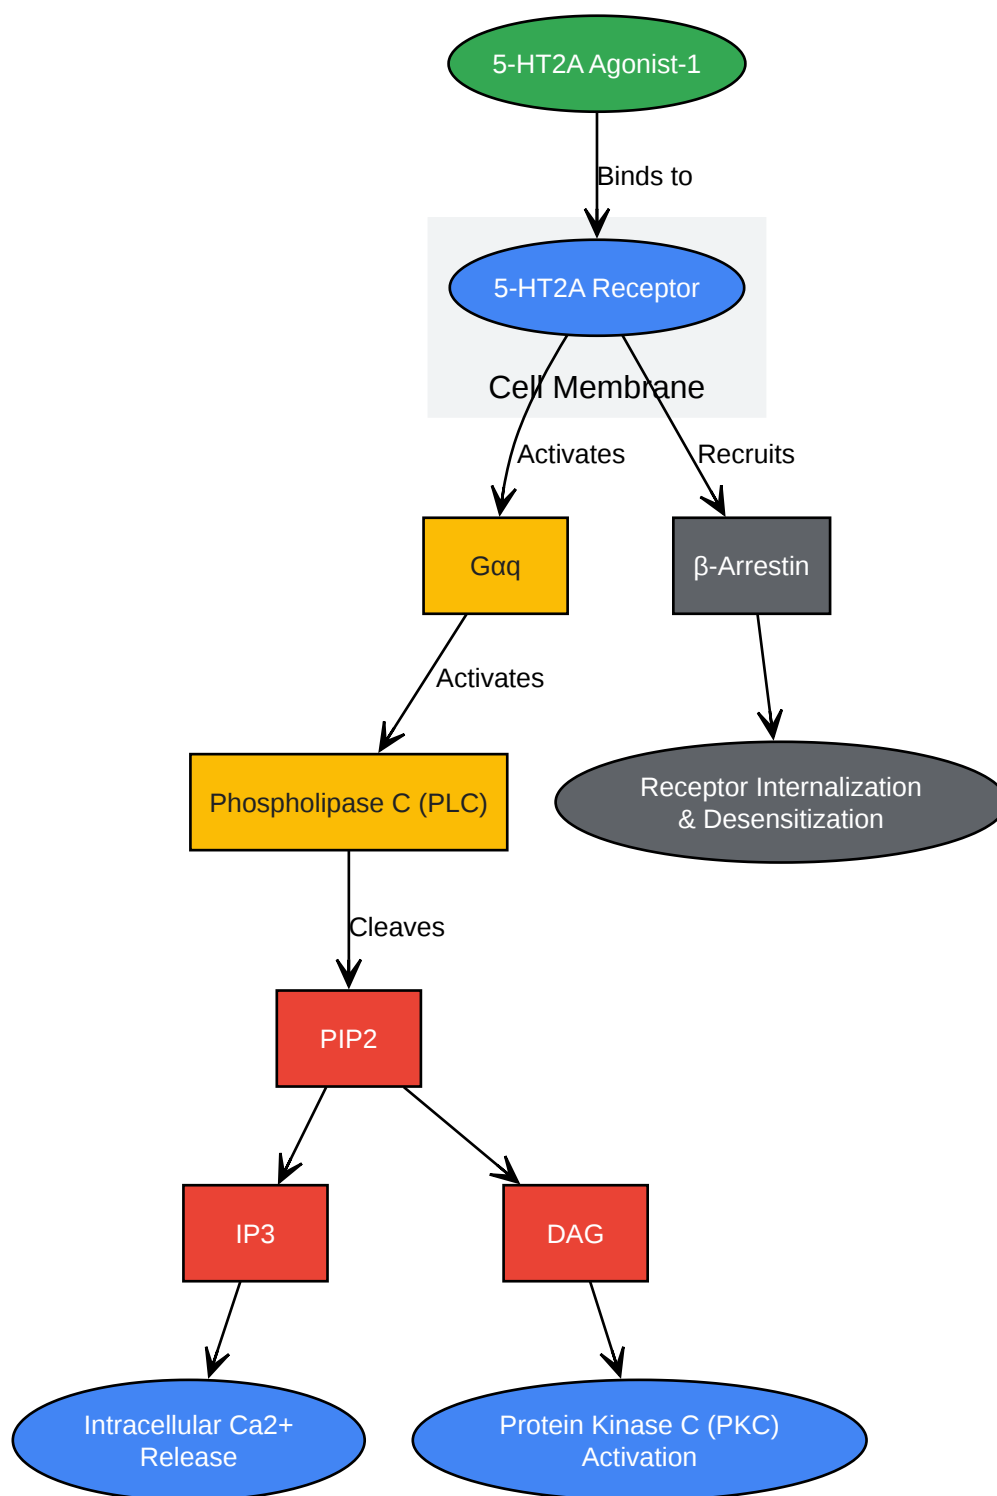 5-HT2A Agonist-1
Binds to
5-HT2A Receptor
Cell Membrane
Activates
Recruits
Gαq
β-Arrestin
Activates
Phospholipase C (PLC)
Receptor Internalization
& Desensitization
Cleaves
PIP2
IP3
DAG
Intracellular Ca2+
Release
Protein Kinase C (PKC)
Activation